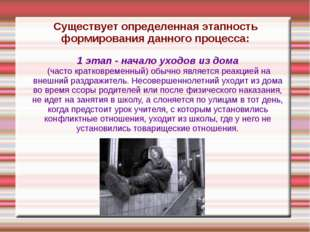 Существует определенная этапность
формирования данного процесса:
1 этап - начало уходов из дома
(часто кратковременный) обычно является реакцией на
внешний раздражитель. Несовершеннолетний уходит из дома
во время ссоры родителей или после физического наказания,
не идет на занятия в школу, а слоняется по улицам в тот день,
когда предстоит урок учителя, с которым установились
конфликтные отношения, уходит из школы, где у него не
установились товарищеские отношения.